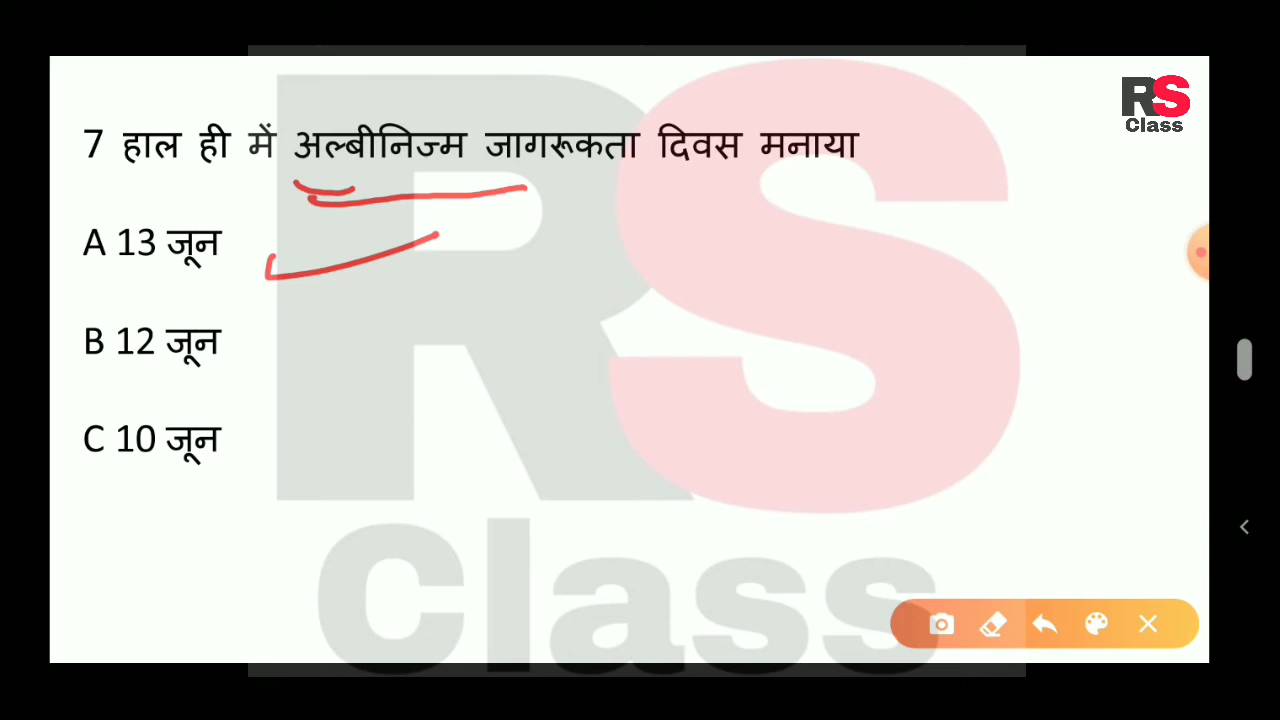 RS
Class
7 हाल ही में अल्बीनिज्म जागरूकता दिवस मनाया
A 13 जून
B 12 जून
C 10 जून
RS
Class